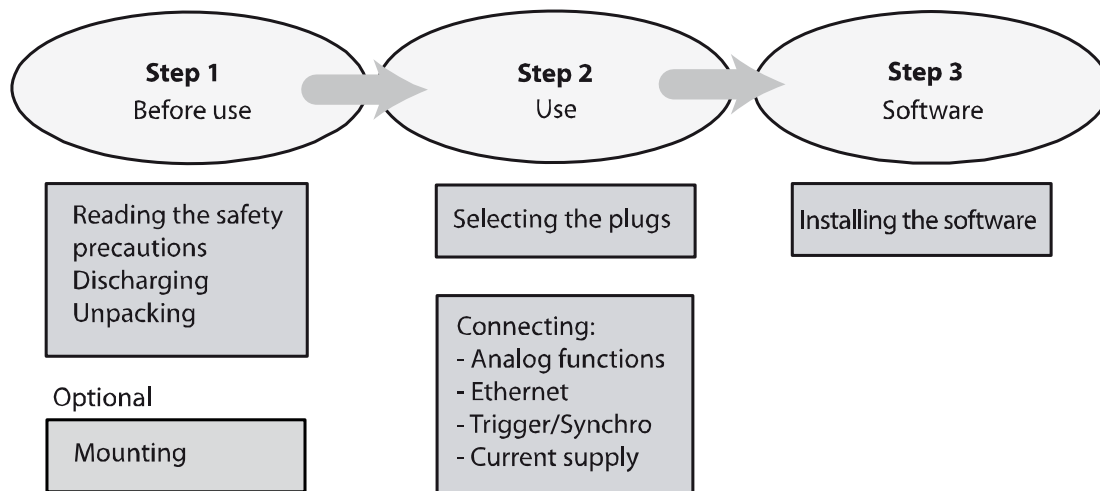 Step 1
Before use
Step 2
Use
Step 3
Software
Reading the safety
precautions
Discharging
Unpacking
Optional
Mounting
Selecting the plugs
Connecting:
- Analog functions
- Ethernet
- Trigger/Synchro
- Current supply
Installing the software